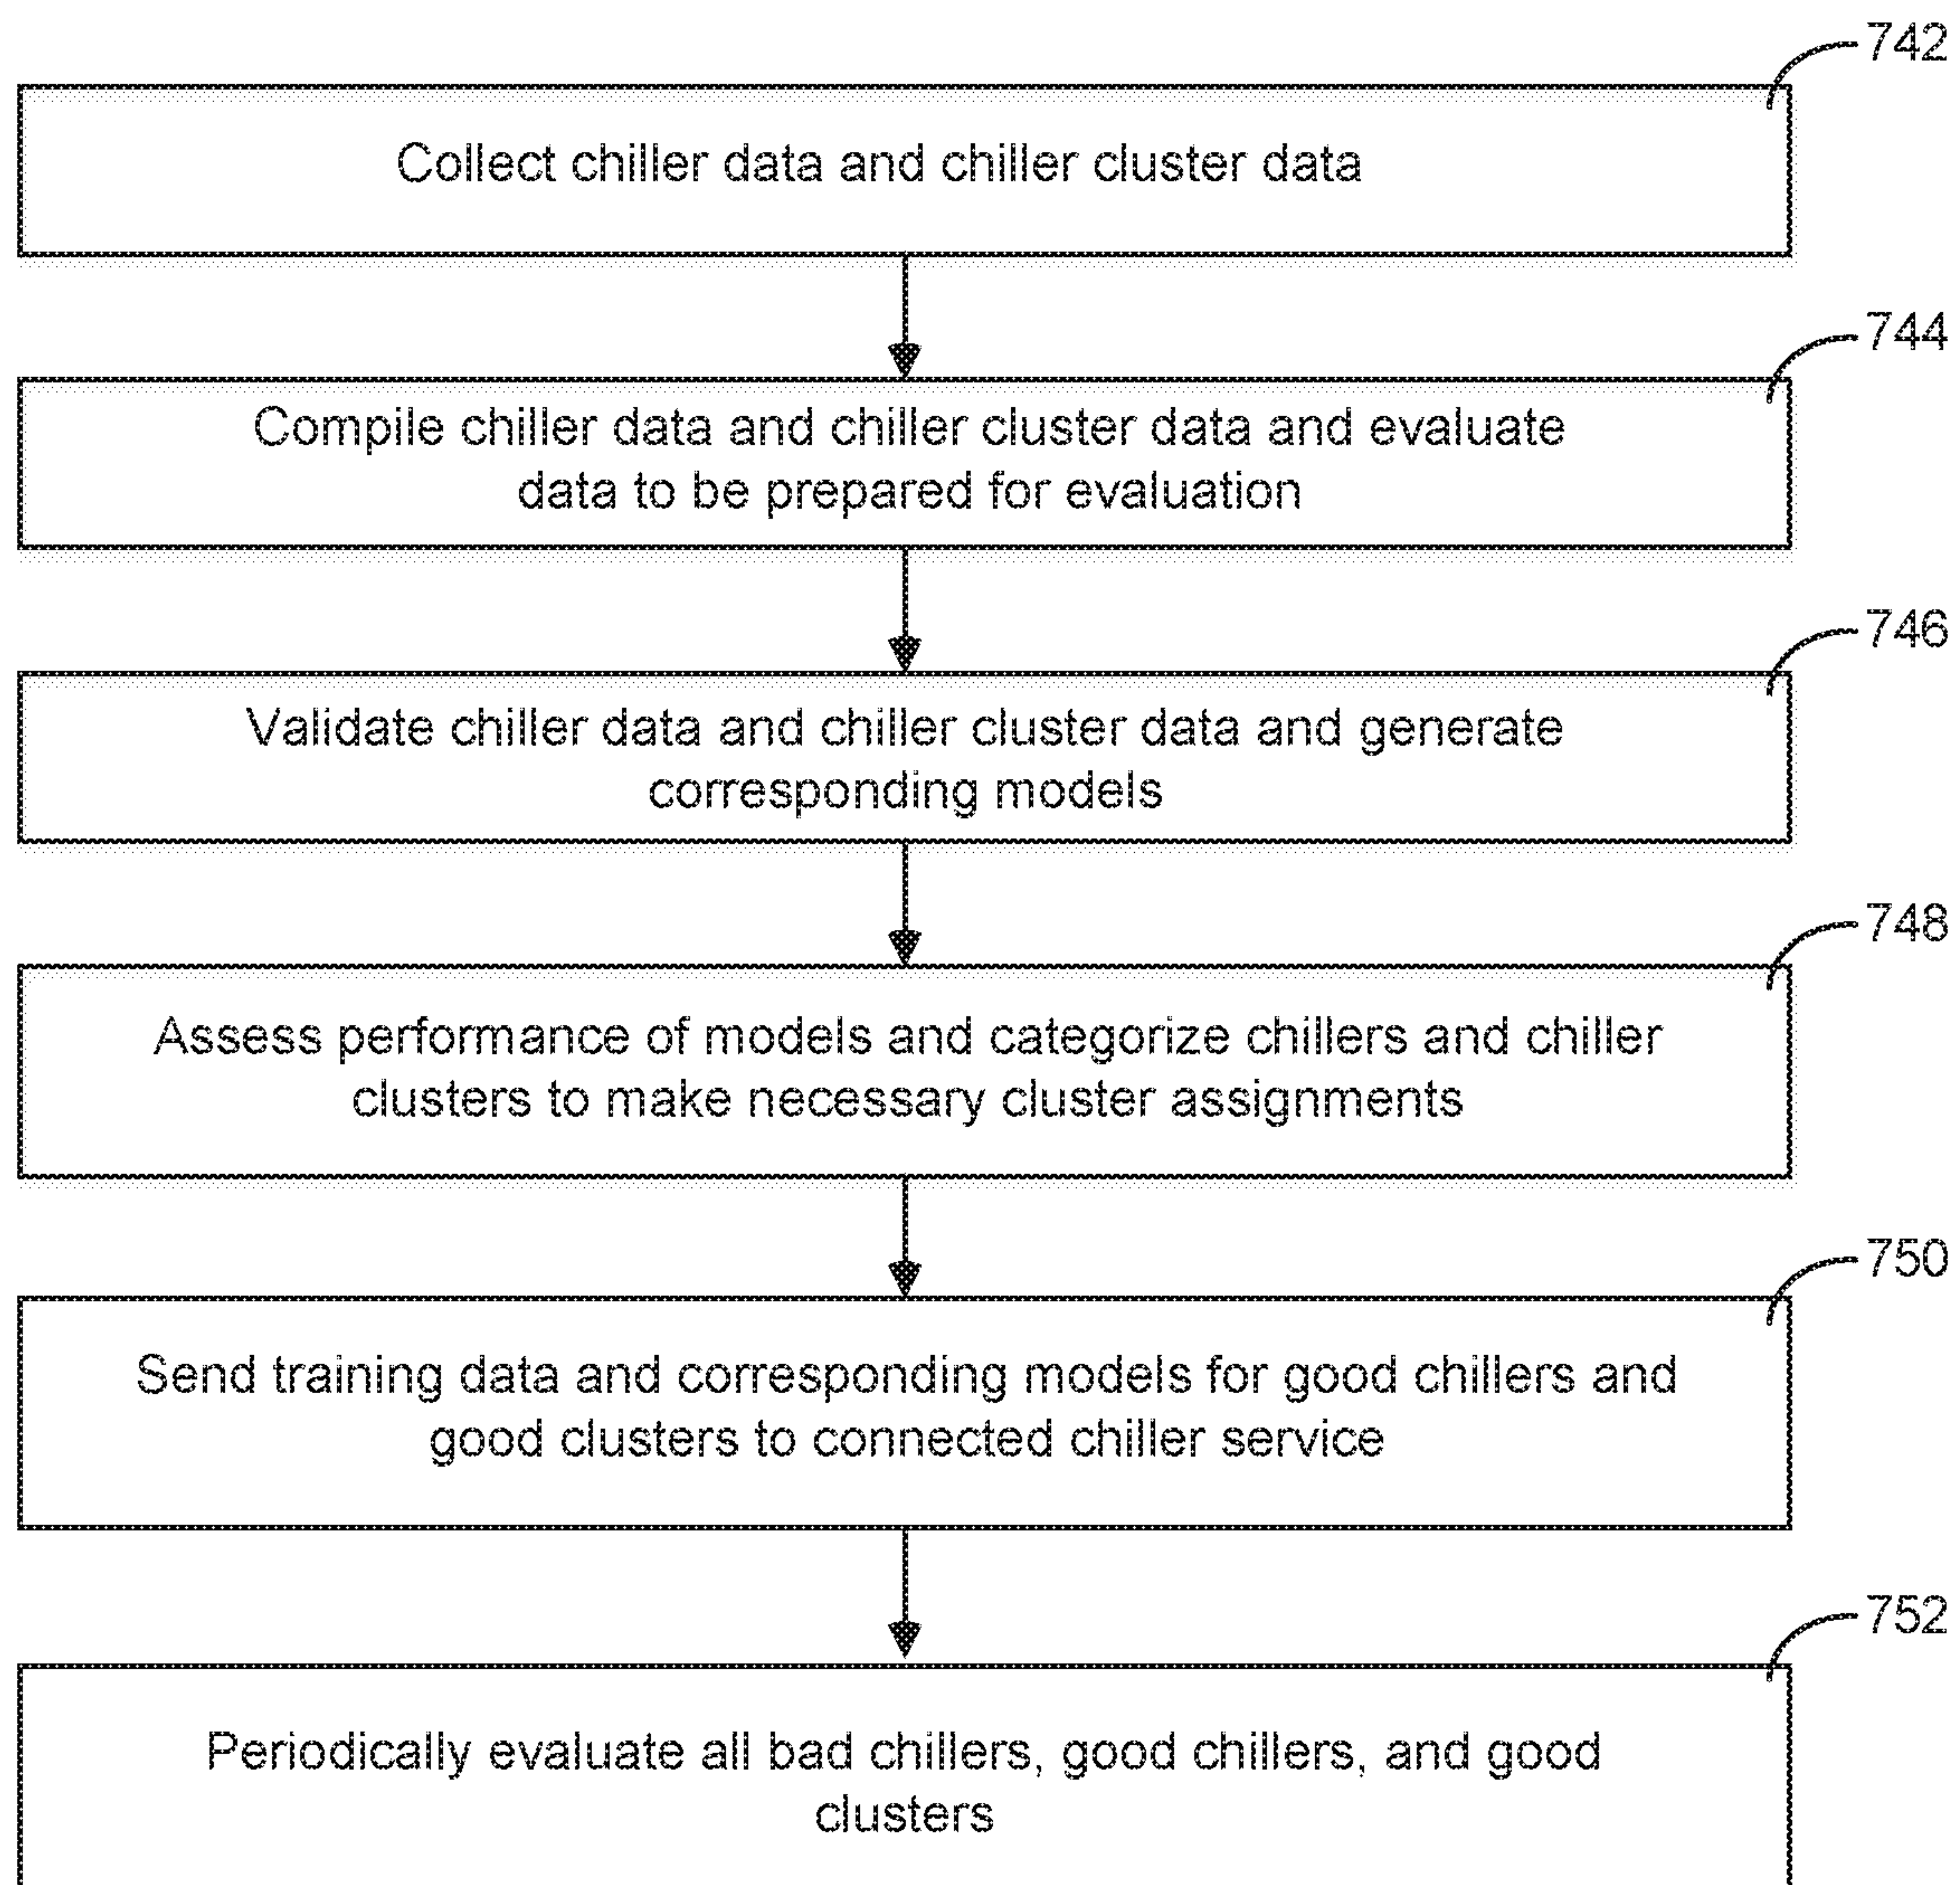 742
Collect chiller data and chiller cluster data
744
Compile chiller data and chiller cluster data and evaluate
data to be prepared for evaluation
746
Validate chiller data and chiller cluster data and generate
corresponding models
748
Assess performance of models and categorize chillers and chiller
clusters to make necessary cluster assignments
750
Send training data and corresponding models for good chillers and
good clusters to connected chiller service
752
Periodically evaluate all bad chillers, good chillers, and good
clusters